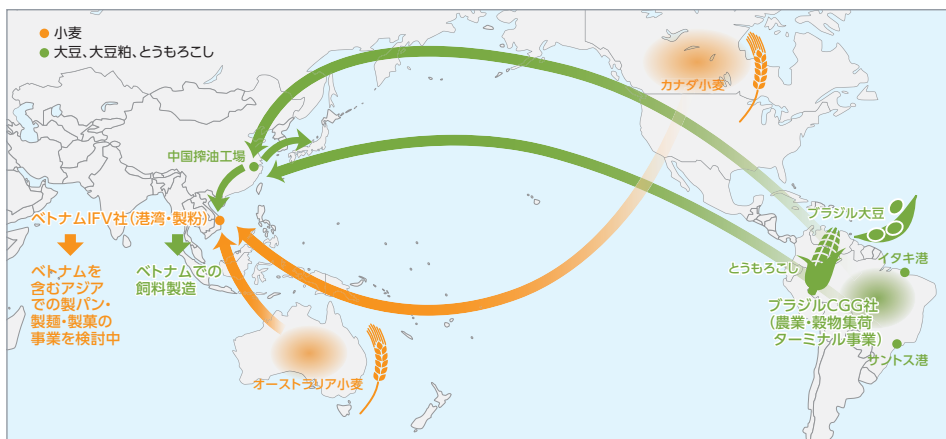 小麦
大豆、大豆粕、とうもろこし
カナダ小麦
中国搾油工場
ベトナムIFV社(港湾・製粉)
ベトナムを
含むアジア
での製パン・
製麺・製菓の
事業を検討中
ベトナムでの
飼料製造
オーストラリア小麦
ブラジル大豆
とうもろこし
イタキ港
ブラジルCGG社
(農業・穀物集荷
ターミナル事業)
サントス港